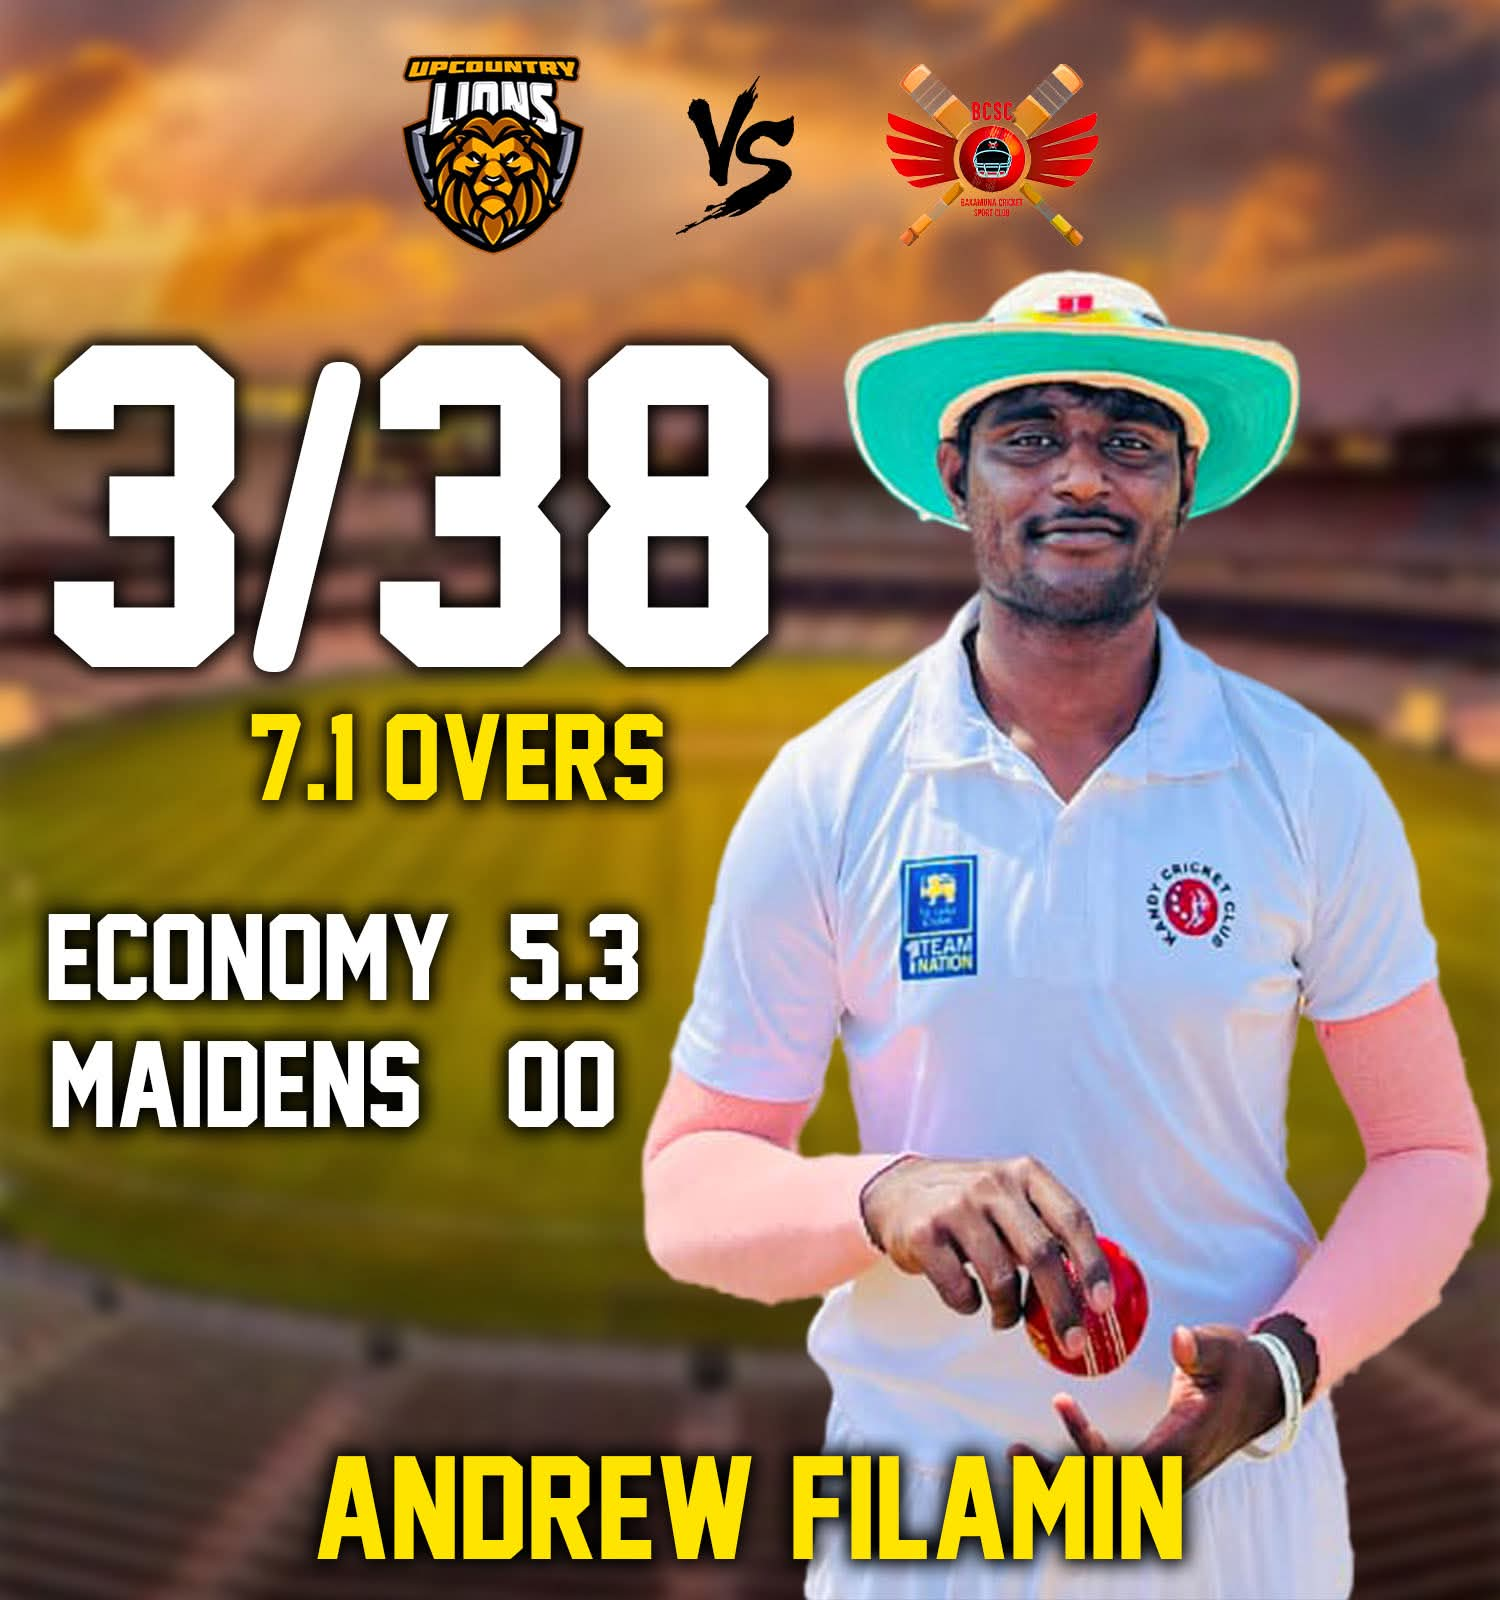 UPCOUNTRY
LIONS
VS
BCSC
BAKAMUNA CRICKET
SPORT CLUB
3/38
7.1 OVERS
ECONOMY 5.3
MAIDENS 00
KANDY CRICKET CLUB
1TEAM
NATION
ANDREW FILAMIN